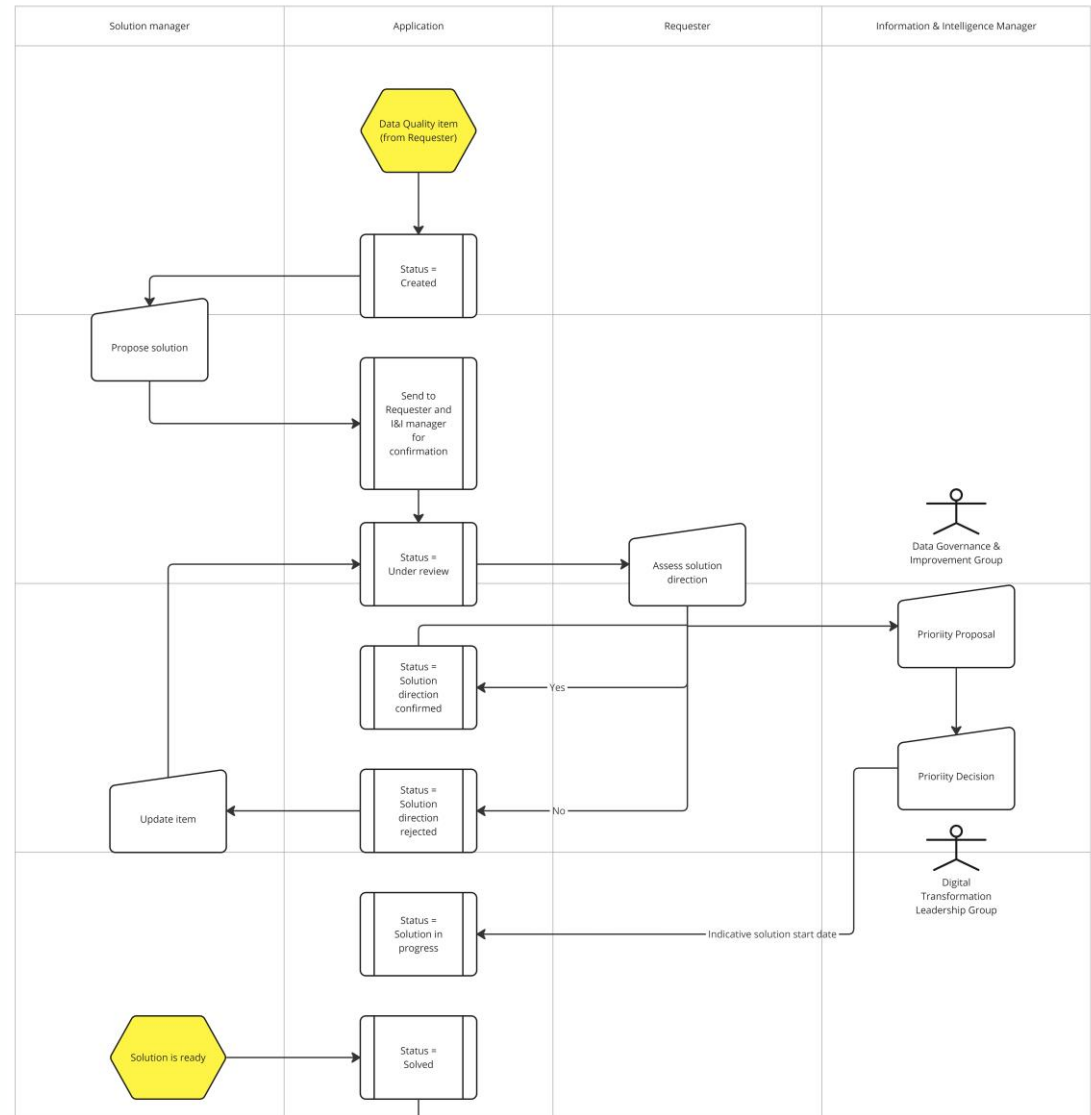 Solution manager
Application
Requester
Information & Intelligence Manager
Data Quality item
(from Requester)
Status =
Created
Propose solution
Send to
Requester and
I&I manager
for
confirmation
Status =
Under review
Assess solution
direction
Data Governance &
Improvement Group
Prioriity Proposal
Status =
Solution
direction
confirmed
Yes
Prioriity Decision
Update item
Status =
Solution
direction
rejected
No
Digital
Transformation
Leadership Group
Status =
Solution in
progress
Indicative solution start date
Solution is ready
Status =
Solved